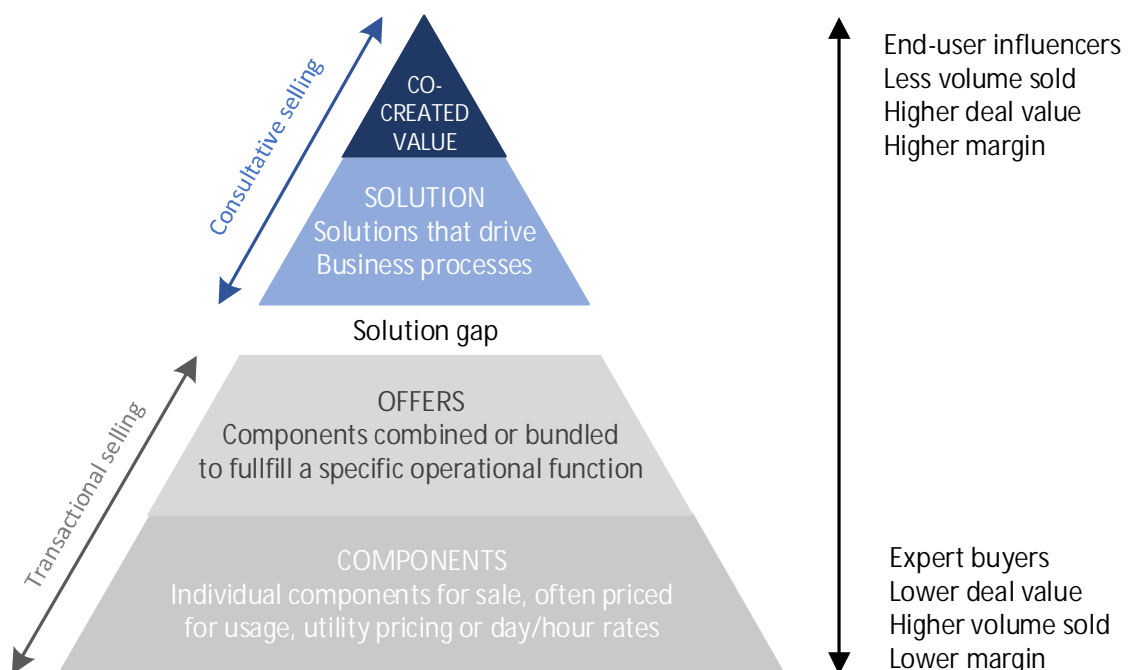 CO-
CREATED
VALUE
SOLUTION
Solutions that drive
Business processes
Consultative selling
Solution gap
OFFERS
Components combined or bundled
to fullfill a specific operational function
COMPONENTS
Individual components for sale, often priced
for usage, utility pricing or day/hour rates
Transactional selling
End-user influencers
Less volume sold
Higher deal value
Higher margin
Expert buyers
Lower deal value
Higher volume sold
Lower margin